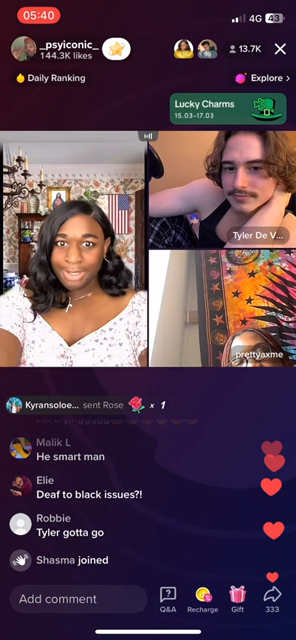 05:40
4G 43
_psyiconic_
144.3K likes
13.7K
Daily Ranking
Explore >
Lucky Charms
15.03–17.03
Tyler De V...
prettyaxme
Kyransoloe... sent Rose x 1
Malik L
He smart man
Elie
Deaf to black issues?!
Robbie
Tyler gotta go
Shasma joined
Add comment
Q&A
Recharge
Gift
333